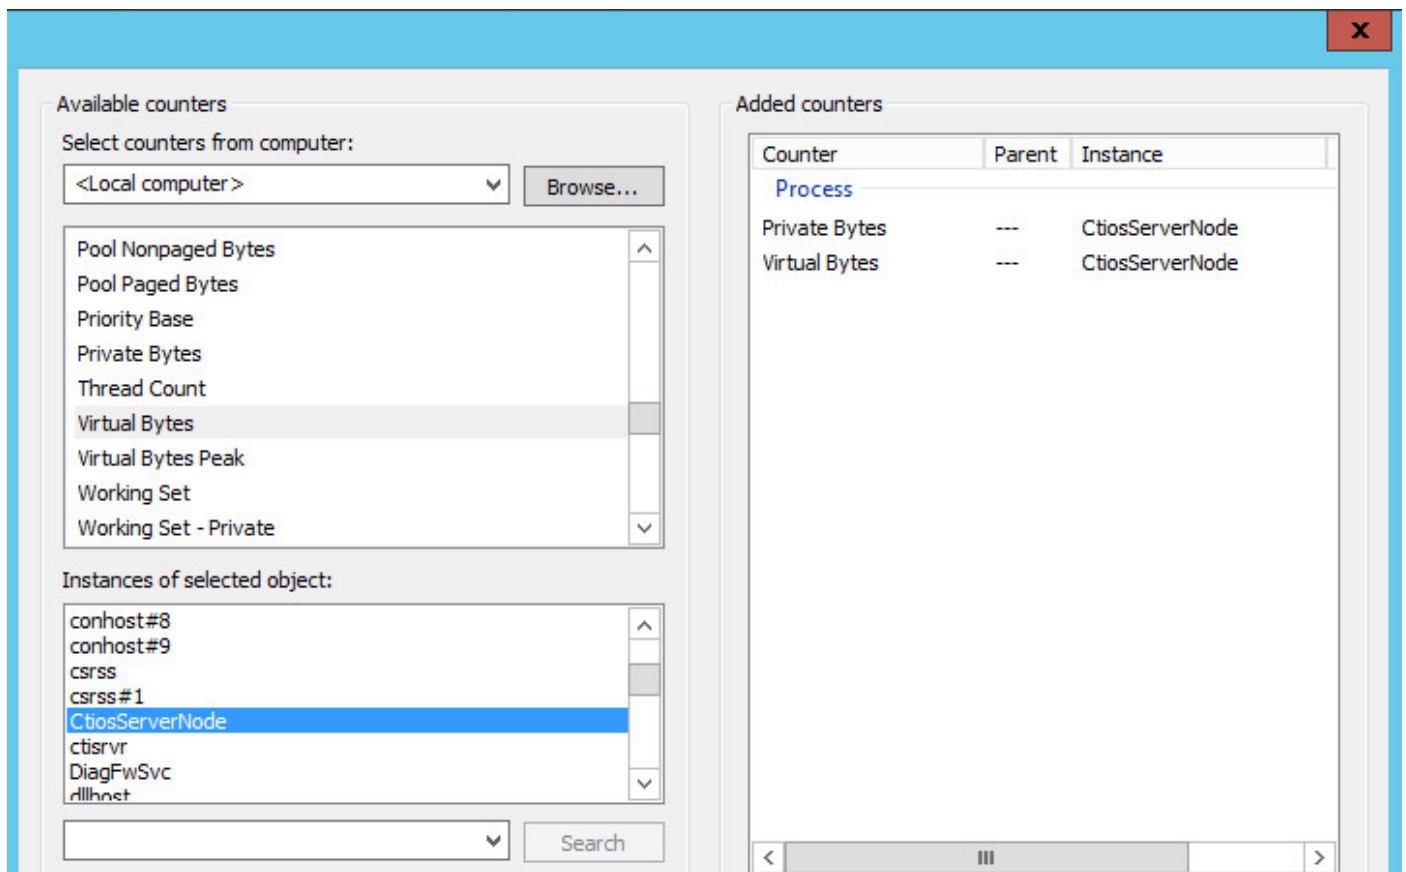 x
Available counters
Select counters from computer:
<Local computer>
Browse...
Pool Nonpaged Bytes
Pool Paged Bytes
Priority Base
Private Bytes
Thread Count
Virtual Bytes
Virtual Bytes Peak
Working Set
Working Set - Private
Instances of selected object:
conhost#8
conhost#9
csrss
csrss#1
CtiosServerNode
ctisrvr
DiagFwSvc
dllhost
Search
Added counters
Counter Parent Instance
Process
Private Bytes --- CtiosServerNode
Virtual Bytes --- CtiosServerNode